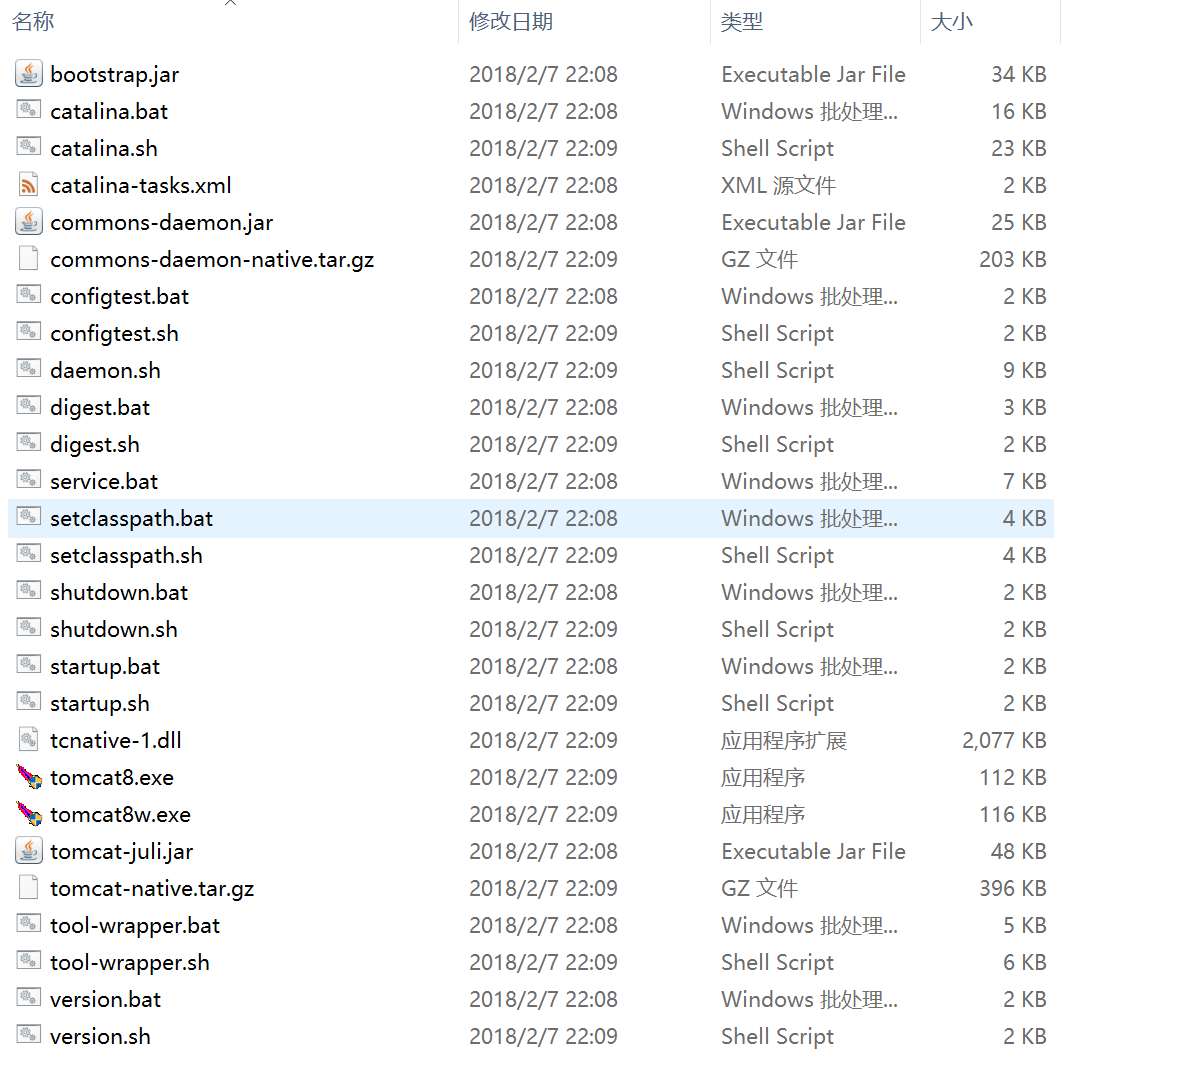 名称 修改日期 类型 大小
bootstrap.jar 2018/2/7 22:08 Executable Jar File 34 KB
catalina.bat 2018/2/7 22:08 Windows 批处理... 16 KB
catalina.sh 2018/2/7 22:09 Shell Script 23 KB
catalina-tasks.xml 2018/2/7 22:08 XML 源文件 2 KB
commons-daemon.jar 2018/2/7 22:08 Executable Jar File 25 KB
commons-daemon-native.tar.gz 2018/2/7 22:09 GZ 文件 203 KB
configtest.bat 2018/2/7 22:08 Windows 批处理... 2 KB
configtest.sh 2018/2/7 22:09 Shell Script 2 KB
daemon.sh 2018/2/7 22:09 Shell Script 9 KB
digest.bat 2018/2/7 22:08 Windows 批处理... 3 KB
digest.sh 2018/2/7 22:09 Shell Script 2 KB
service.bat 2018/2/7 22:08 Windows 批处理... 7 KB
setclasspath.bat 2018/2/7 22:08 Windows 批处理... 4 KB
setclasspath.sh 2018/2/7 22:09 Shell Script 4 KB
shutdown.bat 2018/2/7 22:08 Windows 批处理... 2 KB
shutdown.sh 2018/2/7 22:09 Shell Script 2 KB
startup.bat 2018/2/7 22:08 Windows 批处理... 2 KB
startup.sh 2018/2/7 22:09 Shell Script 2 KB
tcnative-1.dll 2018/2/7 22:09 应用程序扩展 2,077 KB
tomcat8.exe 2018/2/7 22:09 应用程序 112 KB
tomcat8w.exe 2018/2/7 22:09 应用程序 116 KB
tomcat-juli.jar 2018/2/7 22:08 Executable Jar File 48 KB
tomcat-native.tar.gz 2018/2/7 22:09 GZ 文件 396 KB
tool-wrapper.bat 2018/2/7 22:08 Windows 批处理... 5 KB
tool-wrapper.sh 2018/2/7 22:09 Shell Script 6 KB
version.bat 2018/2/7 22:08 Windows 批处理... 2 KB
version.sh 2018/2/7 22:09 Shell Script 2 KB